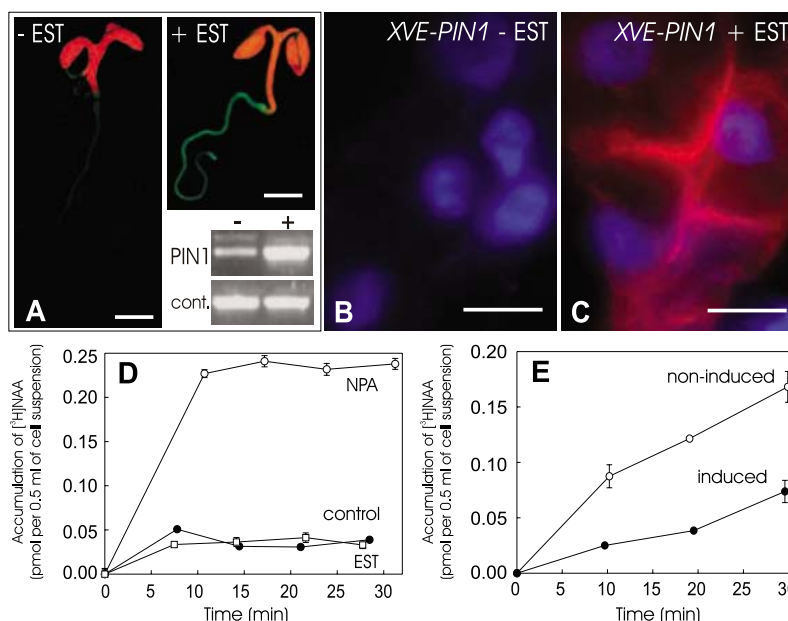 - EST
+ EST
- +
PIN1
cont.
A
XVE-PIN1 - EST
B
XVE-PIN1 + EST
C
D
Accumulation of [³H]NAA
(pmol per 0.5 ml of cell suspension)
0.25
0.20
0.15
0.10
0.05
0.00
NPA
control
EST
0 5 10 15 20 25 30
Time (min)
E
Accumulation of [³H]NAA
(pmol per 0.5 ml of cell suspension)
0.20
0.15
0.10
0.05
0.00
non-induced
induced
0 10 20 30
Time (min)